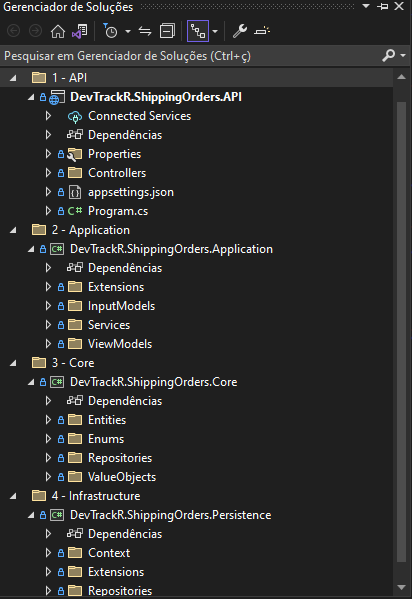 Gerenciador de Soluções
Pesquisar em Gerenciador de Soluções (Ctrl+ç)
1 - API
DevTrackR.ShippingOrders.API
Connected Services
Dependências
Properties
Controllers
appsettings.json
C# Program.cs
2 - Application
C# DevTrackR.ShippingOrders.Application
Dependências
Extensions
InputModels
Services
ViewModels
3 - Core
C# DevTrackR.ShippingOrders.Core
Dependências
Entities
Enums
Repositories
ValueObjects
4 - Infrastructure
C# DevTrackR.ShippingOrders.Persistence
Dependências
Context
Extensions
Repositories